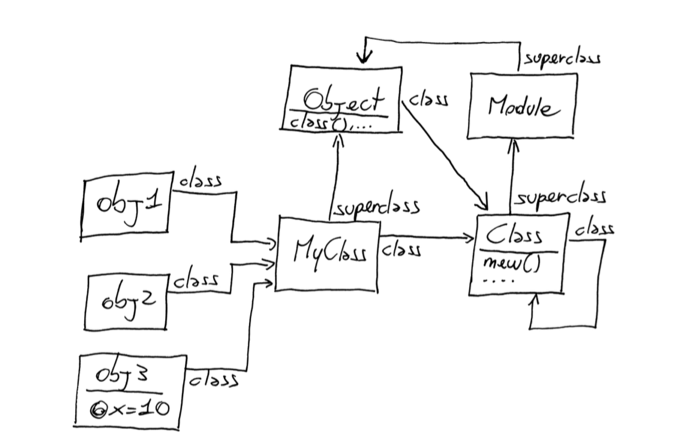 superclass
Object
class(),...
class
Module
class
obj1
superclass
superclass
MyClass
class
Class
new()
....
class
class
obj2
obj3
@x=10
class